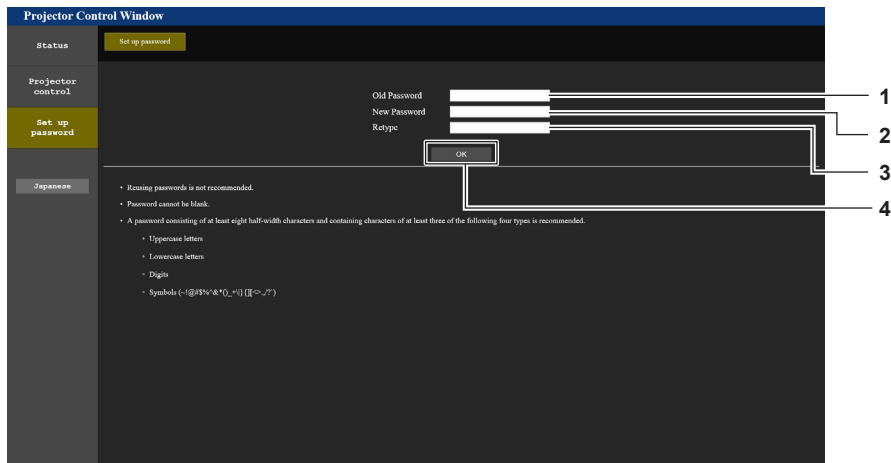 Projector Control Window
Status
Set up password
Projector
control
Set up
password
Japanese
Old Password
New Password
Retype
OK
1
2
3
4
• Reusing passwords is not recommended.
• Password cannot be blank.
• A password consisting of at least eight half-width characters and containing characters of at least three of the following four types is recommended.
◦ Uppercase letters
◦ Lowercase letters
◦ Digits
◦ Symbols (~!@#$%^&*()_+\|}{][<>.,/?`)